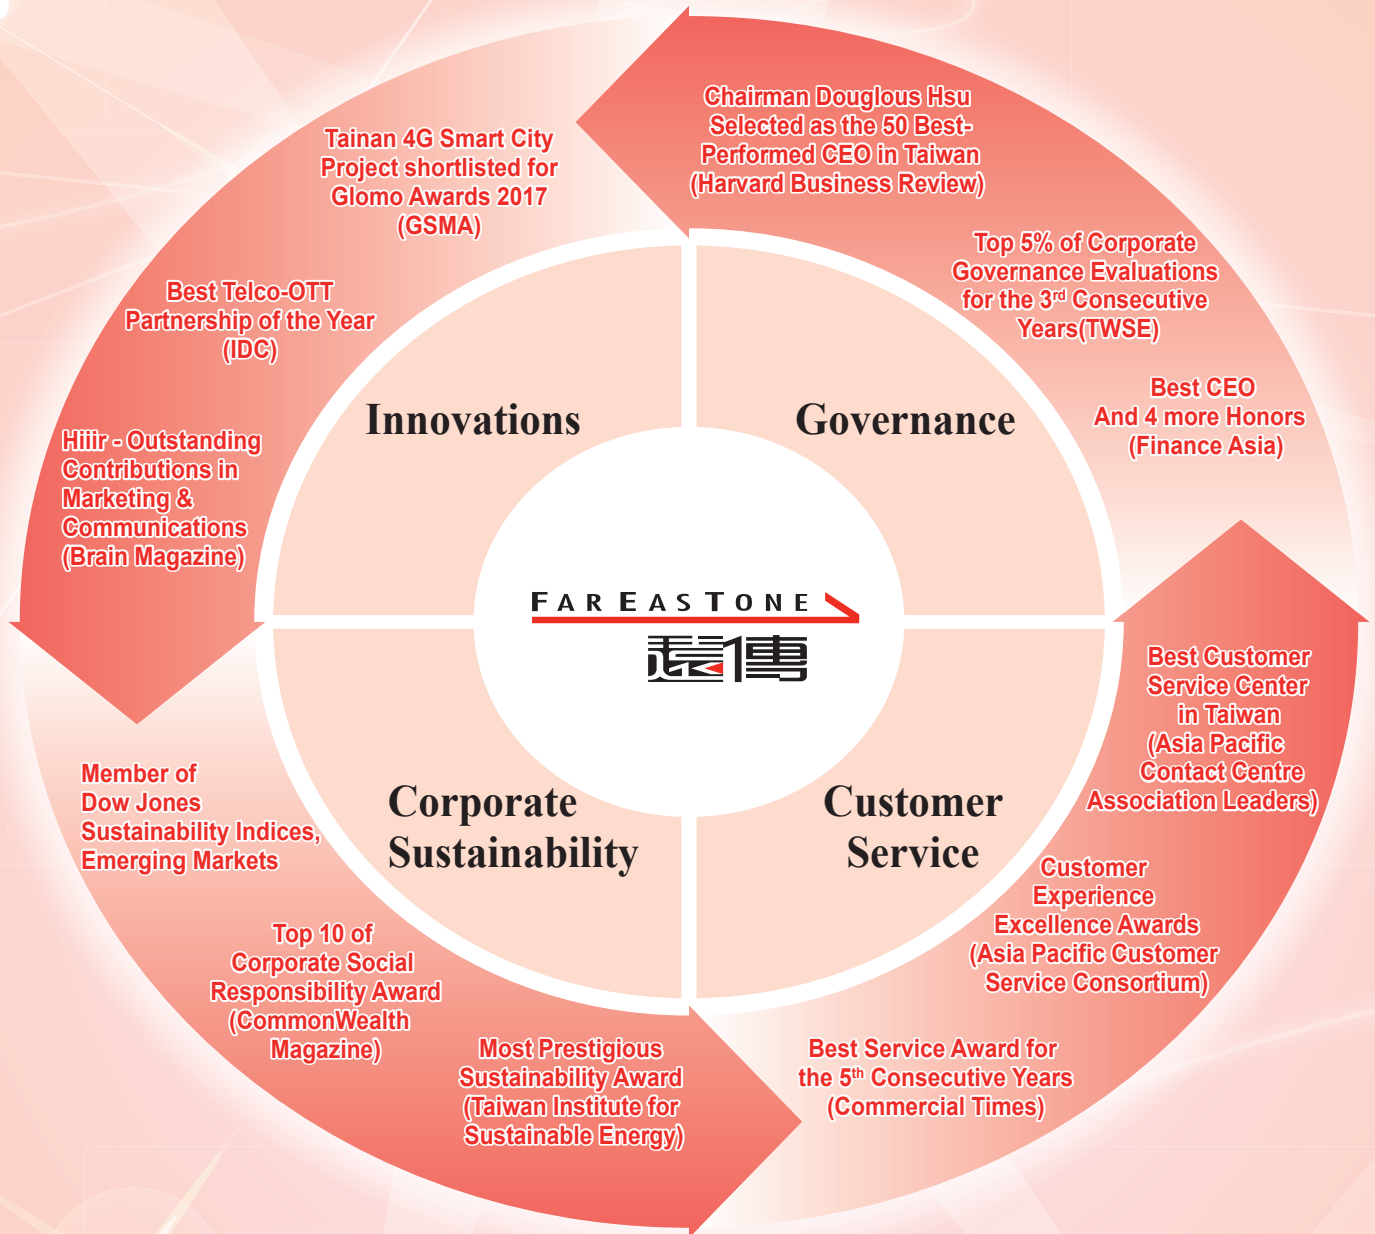 Chairman Douglous Hsu
Selected as the 50 Best-
Performed CEO in Taiwan
(Harvard Business Review)
Top 5% of Corporate
Governance Evaluations
for the 3rd Consecutive
Years(TWSE)
Best CEO
And 4 more Honors
(Finance Asia)
Tainan 4G Smart City
Project shortlisted for
Glomo Awards 2017
(GSMA)
Best Telco-OTT
Partnership of the Year
(IDC)
Hiiir - Outstanding
Contributions in
Marketing &
Communications
(Brain Magazine)
Innovations
Governance
FAREASTONE
遠傳
Corporate
Sustainability
Customer
Service
Member of
Dow Jones
Sustainability Indices,
Emerging Markets
Top 10 of
Corporate Social
Responsibility Award
(CommonWealth
Magazine)
Most Prestigious
Sustainability Award
(Taiwan Institute for
Sustainable Energy)
Best Service Award for
the 5th Consecutive Years
(Commercial Times)
Customer
Experience
Excellence Awards
(Asia Pacific Customer
Service Consortium)
Best Customer
Service Center
in Taiwan
(Asia Pacific
Contact Centre
Association Leaders)